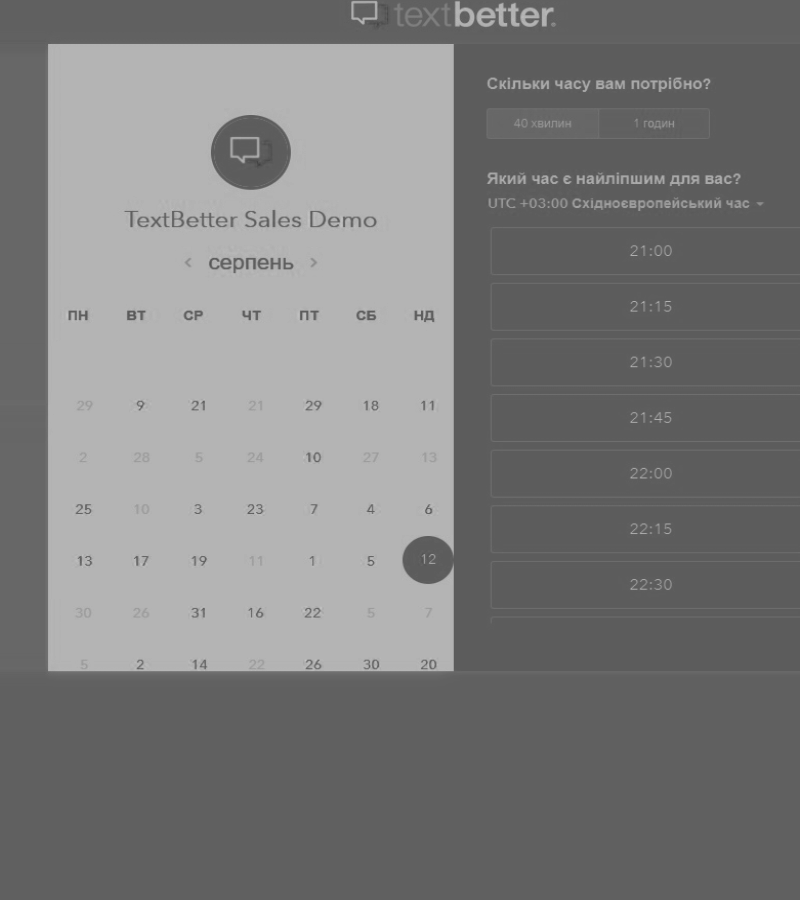 textbetter.
TextBetter Sales Demo
< серпень >
ПН ВТ СР ЧТ ПТ СБ НД
29 9 21 21 29 18 11
2 28 5 24 10 27 13
25 10 3 23 7 4 6
13 17 19 11 1 5 12
30 26 31 16 22 5 7
5 2 14 22 26 30 20
Скільки часу вам потрібно?
40 хвилин 1 годин
Який час є найліпшим для вас?
UTC +03:00 Східноєвропейський час
21:00
21:15
21:30
21:45
22:00
22:15
22:30